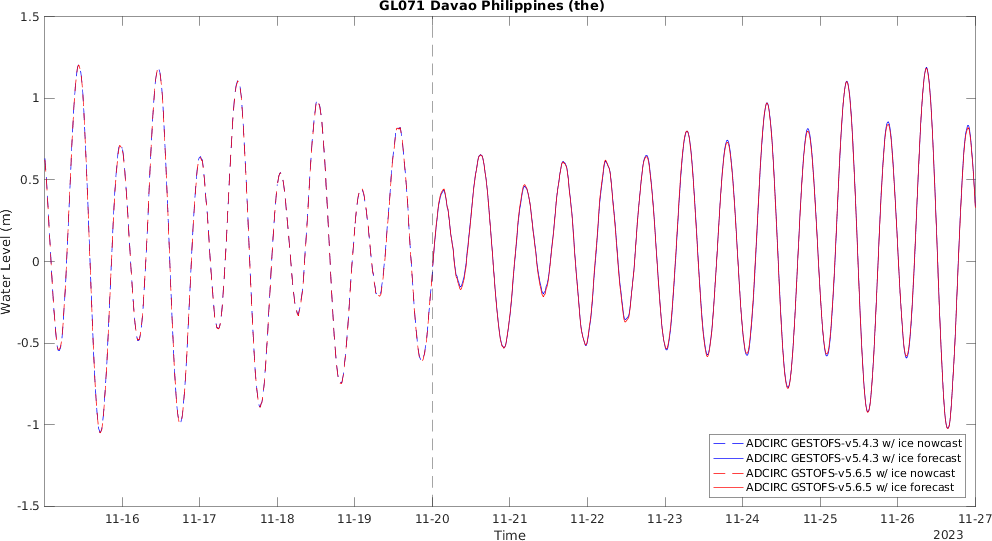 GL071 Davao Philippines (the)
1.5
1
0.5
0
-0.5
-1
-1.5
Water Level (m)
11-16 11-17 11-18 11-19 11-20 11-21 11-22 11-23 11-24 11-25 11-26 11-27
Time
2023
ADCIRC GESTOFS-v5.4.3 w/ ice nowcast
ADCIRC GESTOFS-v5.4.3 w/ ice forecast
ADCIRC GSTOFS-v5.6.5 w/ ice nowcast
ADCIRC GSTOFS-v5.6.5 w/ ice forecast